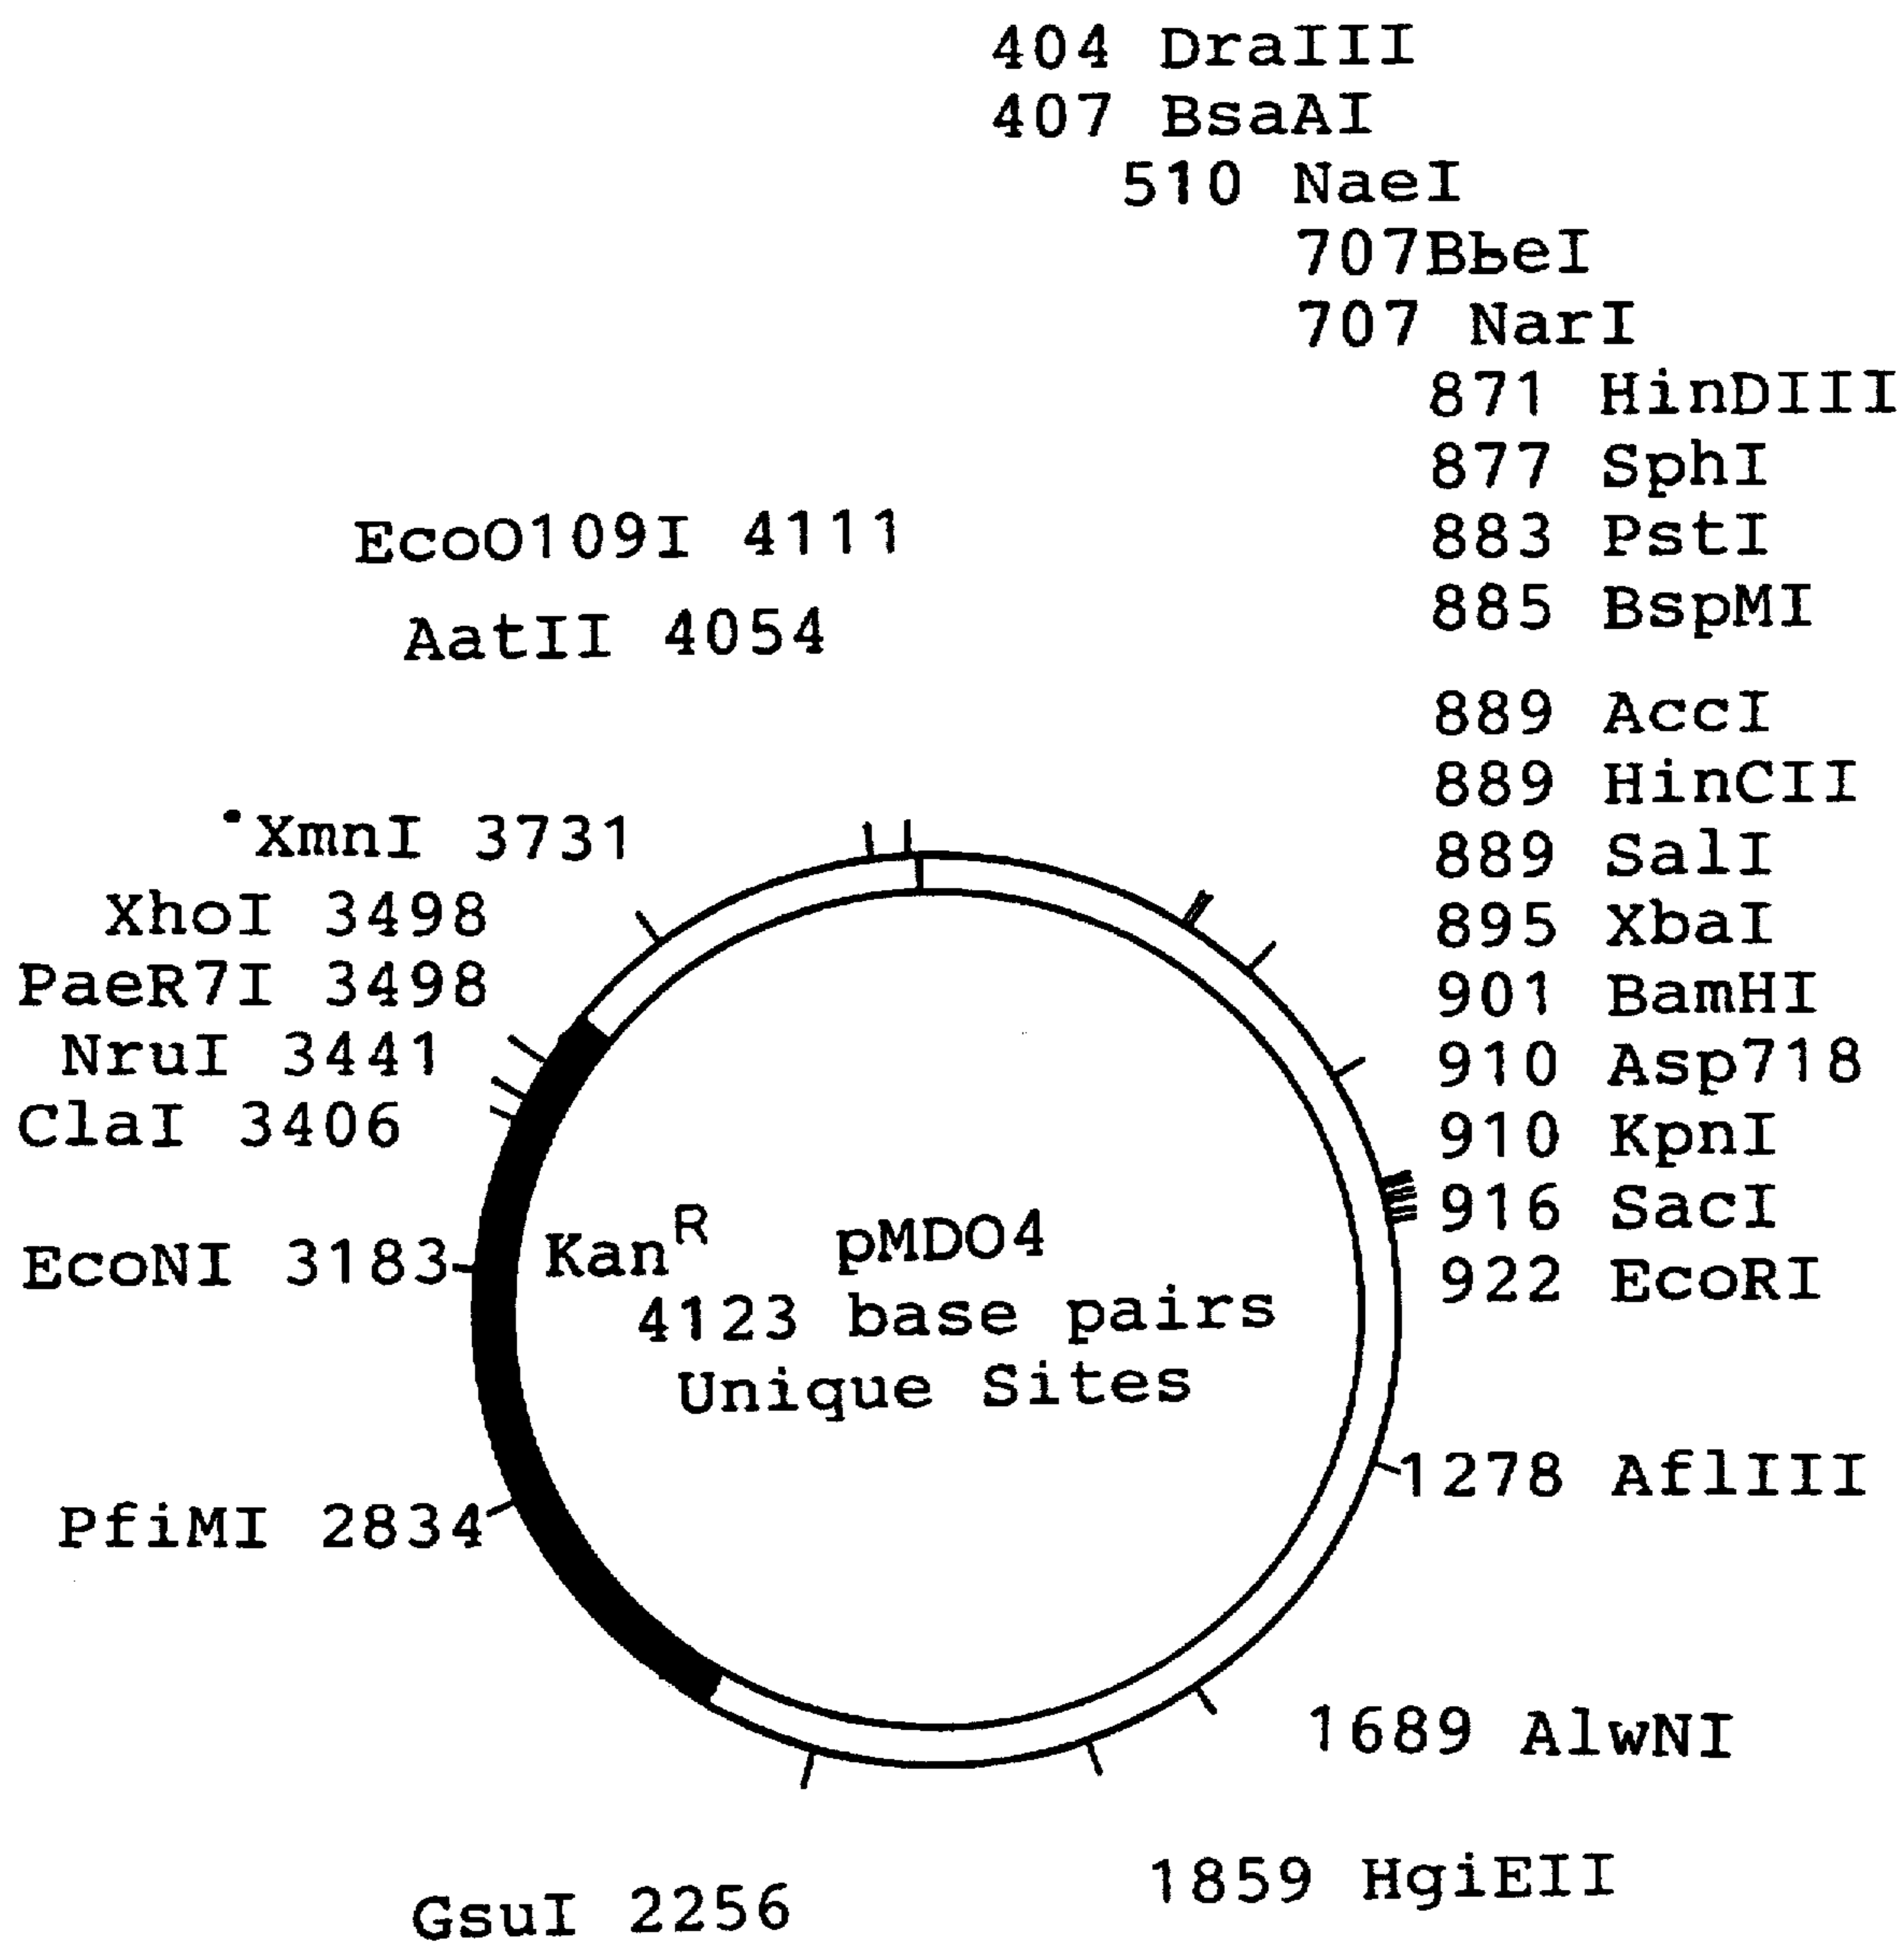 404 DraIII
407 BsaAI
510 NaeI
707BbeI
707 NarI
871 HinDIII
877 SphI
883 PstI
885 BspMI
889 AccI
889 HinCII
889 SalI
895 XbaI
901 BamHI
910 Asp718
910 KpnI
916 SacI
922 EcoRI
1278 AflIII
1689 AlwNI
1859 HgiEII
GsuI 2256
PfiMI 2834
EcoNI 3183
ClaI 3406
NruI 3441
PaeR7I 3498
XhoI 3498
XmnI 3731
AatII 4054
EcoO109I 4111
Kan^R
pMDO4
4123 base pairs
Unique Sites